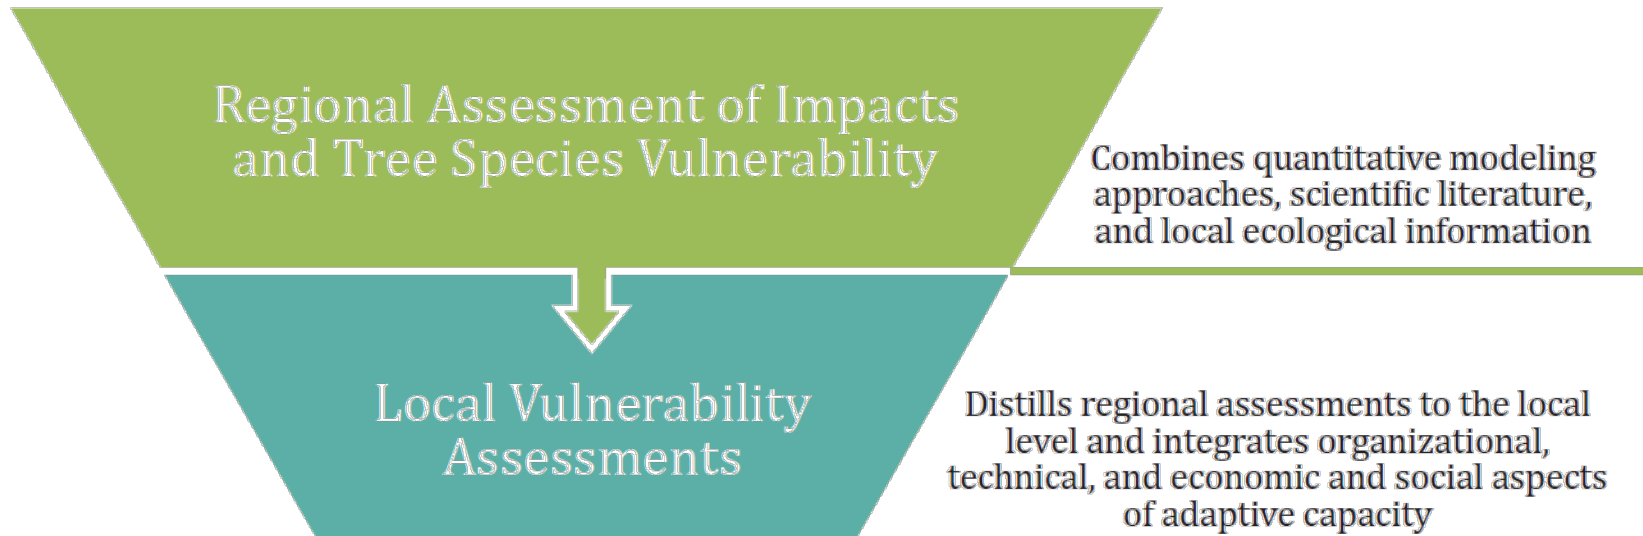 Regional Assessment of Impacts
and Tree Species Vulnerability
Combines quantitative modeling
approaches, scientific literature,
and local ecological information
Local Vulnerability
Assessments
Distills regional assessments to the local
level and integrates organizational,
technical, and economic and social aspects
of adaptive capacity